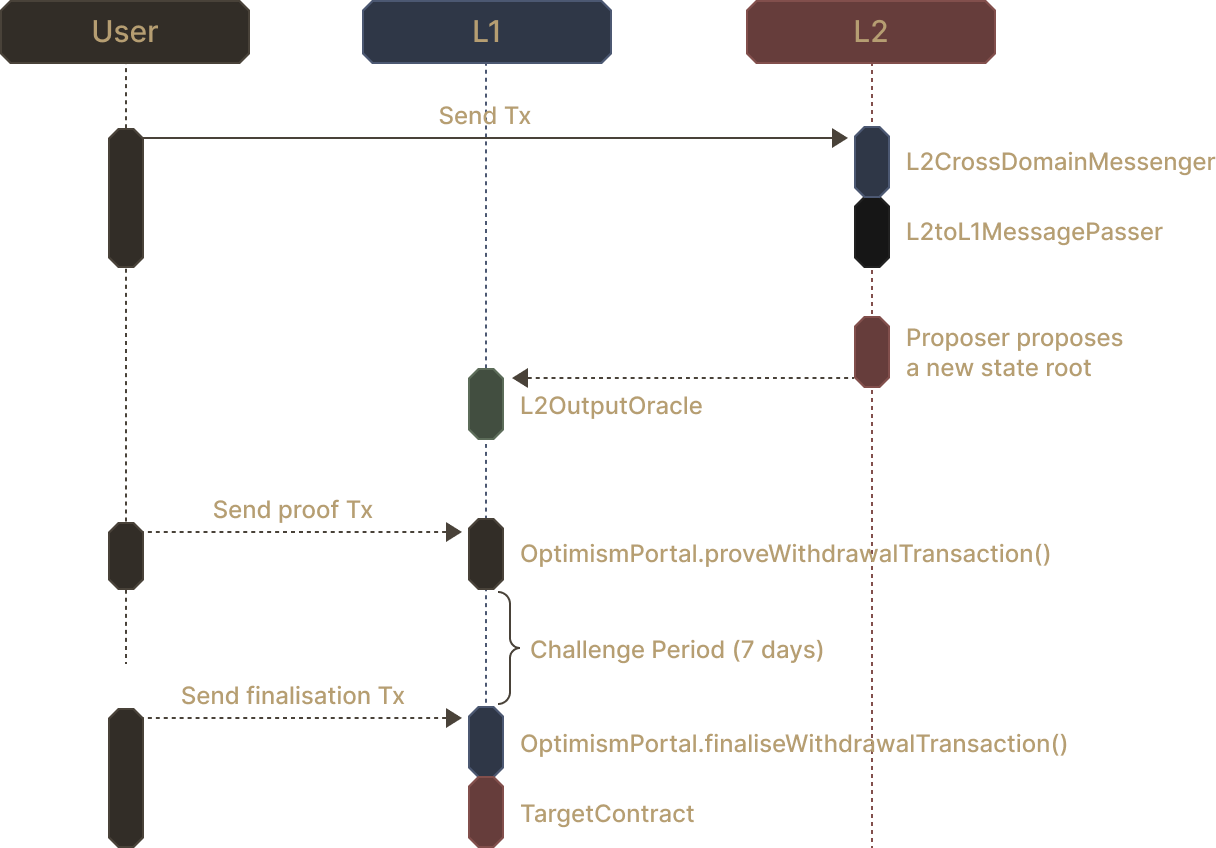 User
L1
L2
Send Tx
L2CrossDomainMessenger
L2toL1MessagePasser
Proposer proposes
a new state root
L2OutputOracle
Send proof Tx
OptimismPortal.proveWithdrawalTransaction()
Challenge Period (7 days)
Send finalisation Tx
OptimismPortal.finaliseWithdrawalTransaction()
TargetContract